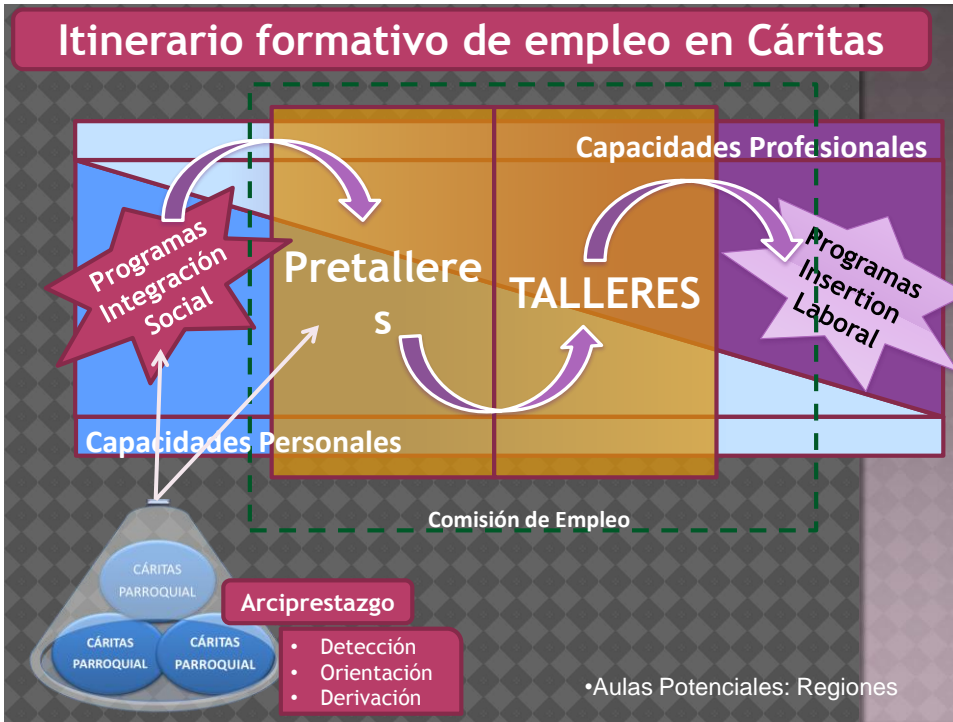 Itinerario formativo de empleo en Cáritas
Capacidades Profesionales
Programas
Integración
Social
Pretallere
s
TALLERES
Programas
Insertion
Laboral
Capacidades Personales
Comisión de Empleo
CÁRITAS
PARROQUIAL
CÁRITAS
PARROQUIAL
CÁRITAS
PARROQUIAL
Arciprestazgo
• Detección
• Orientación
• Derivación
•Aulas Potenciales: Regiones